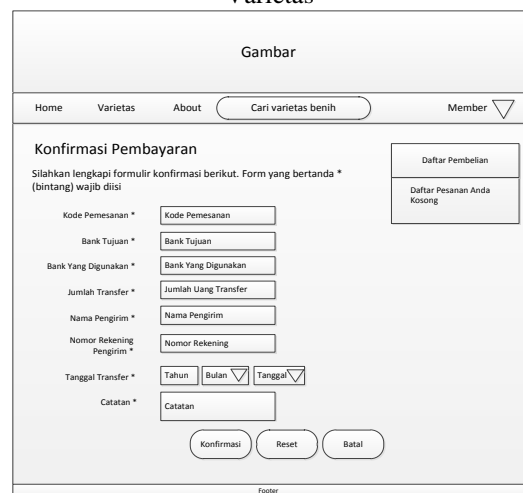 Varietas
Gambar
Home Varietas About Cari varietas benih Member
Konfirmasi Pembayaran
Silahkan lengkapi formulir konfirmasi berikut. Form yang bertanda *
(bintang) wajib diisi
Daftar Pembelian
Daftar Pesanan Anda
Kosong
Kode Pemesanan * Kode Pemesanan
Bank Tujuan * Bank Tujuan
Bank Yang Digunakan * Bank Yang Digunakan
Jumlah Transfer * Jumlah Uang Transfer
Nama Pengirim * Nama Pengirim
Nomor Rekening
Pengirim * Nomor Rekening
Tanggal Transfer * Tahun Bulan Tanggal
Catatan * Catatan
Konfirmasi Reset Batal
Footer